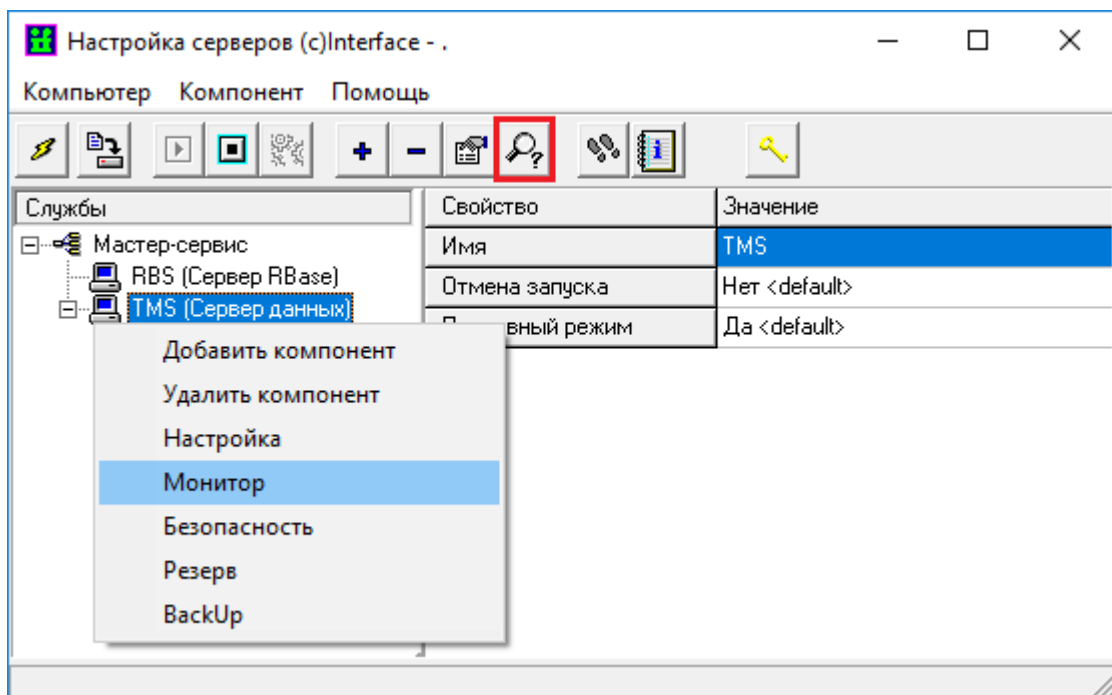 Настройка серверов (c)Interface - .
Компьютер Компонент Помощь
Службы
Свойство Значение
Мастер-сервис
Имя TMS
RBS (Сервер RBase)
Отмена запуска Нет <default>
TMS (Сервер данных)
вный режим Да <default>
Добавить компонент
Удалить компонент
Настройка
Монитор
Безопасность
Резерв
BackUp